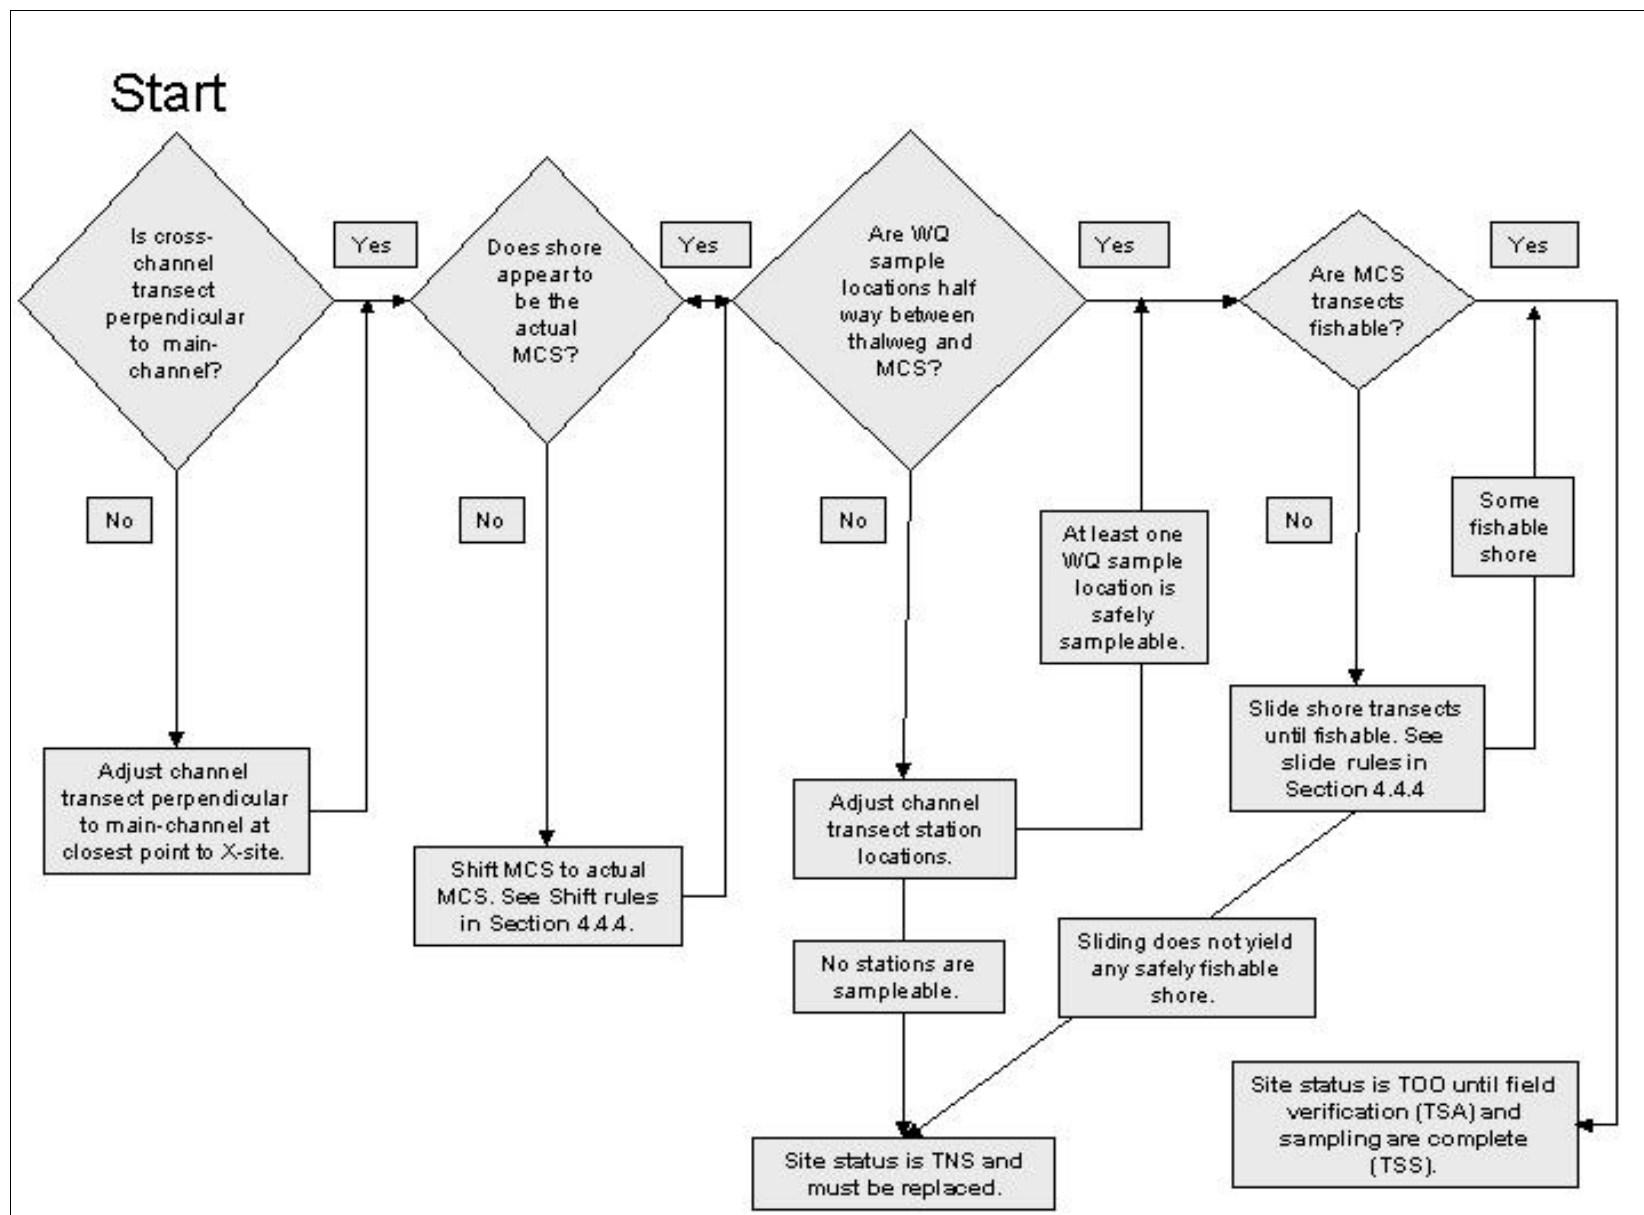 Start
Is cross-
channel
transect
perpendicular
to main-
channel?
Yes
No
Adjust channel
transect perpendicular
to main-channel at
closest point to X-site.
Does shore
appear to
be the
actual
MCS?
Yes
No
Shift MCS to actual
MCS. See Shift rules
in Section 4.4.4.
Are WQ
sample
locations half
way between
thalweg and
MCS?
Yes
No
At least one
WQ sample
location is
safely
sampleable.
Adjust channel
transect station
locations.
No stations are
sampleable.
Site status is TNS and
must be replaced.
Are MCS
transects
fishable?
Yes
No
Some
fishable
shore
Slide shore transects
until fishable. See
slide rules in
Section 4.4.4
Sliding does not yield
any safely fishable
shore.
Site status is TOO until field
verification (TSA) and
sampling are complete
(TSS).